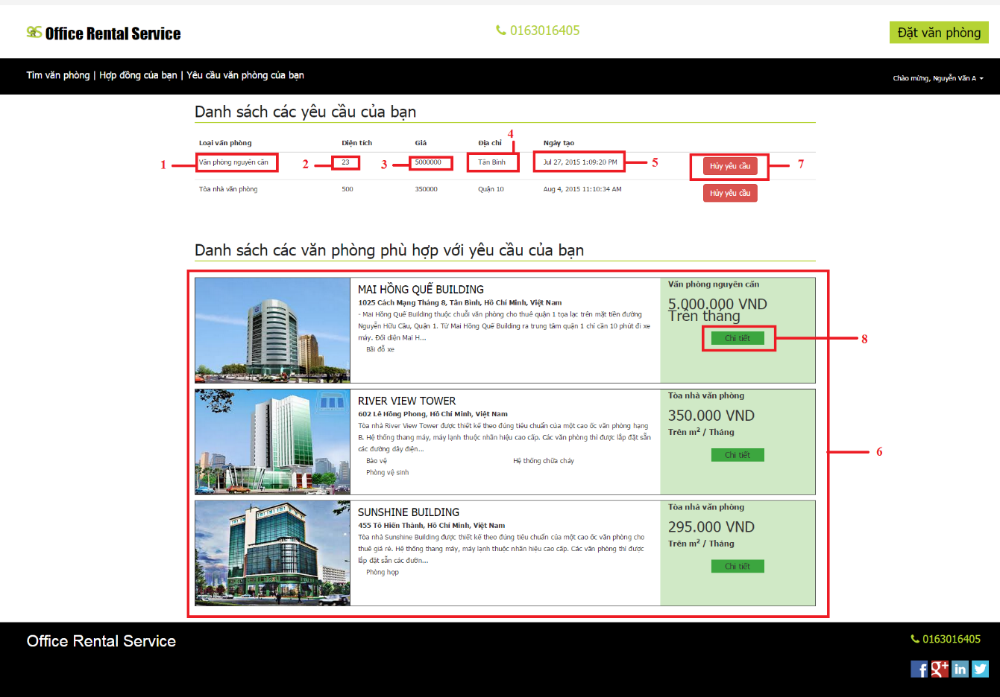 Office Rental Service
0163016405
Đặt văn phòng
Tìm văn phòng | Hợp đồng của bạn | Yêu cầu văn phòng của bạn
Chào mừng, Nguyễn Văn A
Danh sách các yêu cầu của bạn
4
Loại văn phòng Diện tích Giá Địa chỉ Ngày tạo
1 Văn phòng nguyên căn 2 23 3 5000000 Tân Bình Jul 27, 2015 1:09:20 PM 5 Hủy yêu cầu 7
Tòa nhà văn phòng 500 350000 Quận 10 Aug 4, 2015 11:10:34 AM Hủy yêu cầu
Danh sách các văn phòng phù hợp với yêu cầu của bạn
MAI HỒNG QUẾ BUILDING
1025 Cách Mạng Tháng 8, Tân Bình, Hồ Chí Minh, Việt Nam
- Mai Hồng Quế Building thuộc chuỗi văn phòng cho thuê quận 1 tọa lạc trên mặt tiền đường
Nguyễn Hữu Cầu, Quận 1. Từ Mai Hồng Quế Building ra trung tâm quận 1 chỉ cần 10 phút đi xe
máy. Đối diện Mai H...
Bãi đỗ xe
Văn phòng nguyên căn
5.000.000 VND
Trên tháng
Chi tiết
8
RIVER VIEW TOWER
602 Lê Hồng Phong, Hồ Chí Minh, Việt Nam
Tòa nhà River View Tower được thiết kế theo đúng tiêu chuẩn của một cao ốc văn phòng hạng
B. Hệ thống thang máy, máy lạnh thuộc nhãn hiệu cao cấp. Các văn phòng thì được lắp đặt sẵn
các đường dây điện...
Bảo vệ Hệ thống chữa cháy
Phòng vệ sinh
Tòa nhà văn phòng
350.000 VND
Trên m² / Tháng
Chi tiết
6
SUNSHINE BUILDING
455 Tô Hiến Thành, Hồ Chí Minh, Việt Nam
Tòa nhà Sunshine Building được thiết kế theo đúng tiêu chuẩn của một cao ốc văn phòng cho
thuê giá rẻ. Hệ thống thang máy, máy lạnh thuộc nhãn hiệu cao cấp. Các văn phòng thì được
lắp đặt sẵn các đườn...
Phòng họp
Tòa nhà văn phòng
295.000 VND
Trên m² / Tháng
Chi tiết
Office Rental Service
0163016405